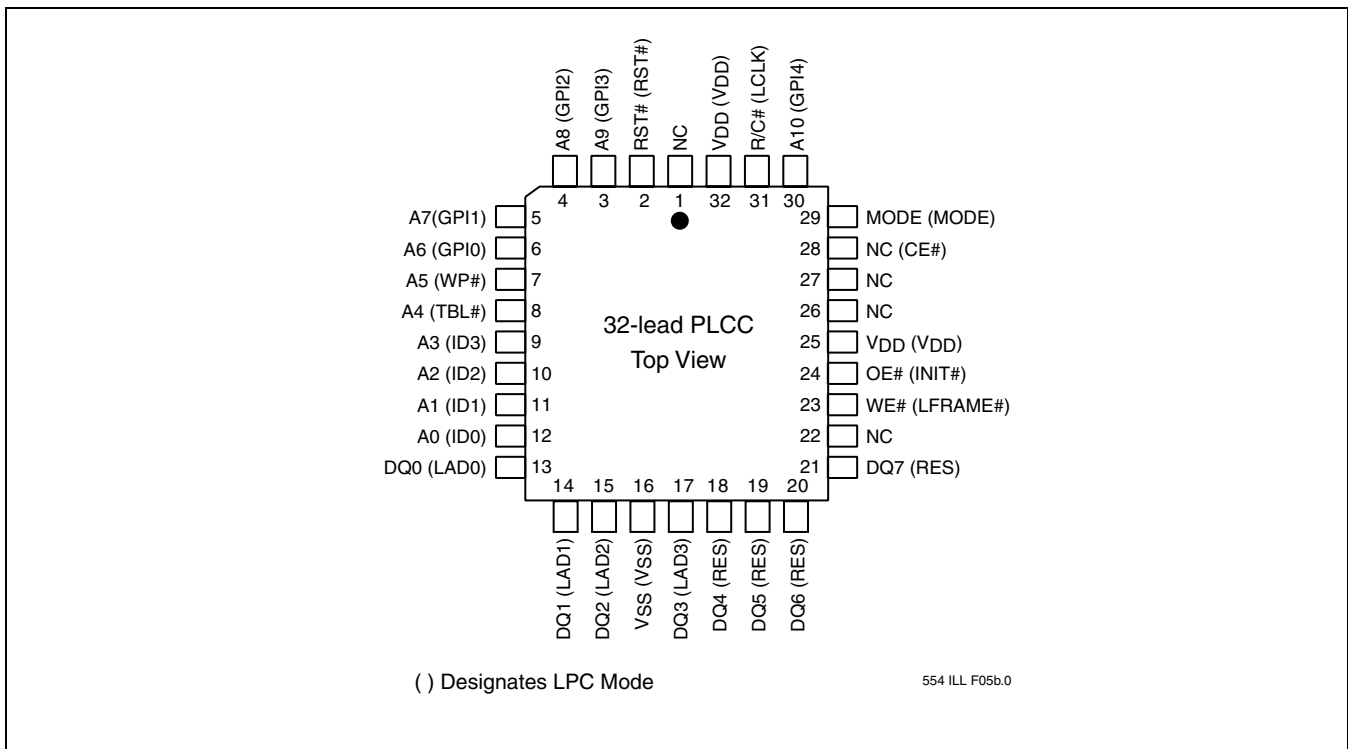 A8 (GPI2)
A9 (GPI3)
RST# (RST#)
NC
VDD (VDD)
R/C# (LCLK)
A10 (GPI4)
4 3 2 1 32 31 30
A7(GPI1) 5
A6 (GPI0) 6
A5 (WP#) 7
A4 (TBL#) 8
A3 (ID3) 9
A2 (ID2) 10
A1 (ID1) 11
A0 (ID0) 12
DQ0 (LAD0) 13
32-lead PLCC
Top View
29 MODE (MODE)
28 NC (CE#)
27 NC
26 NC
25 VDD (VDD)
24 OE# (INIT#)
23 WE# (LFRAME#)
22 NC
21 DQ7 (RES)
14 15 16 17 18 19 20
DQ1 (LAD1)
DQ2 (LAD2)
VSS (VSS)
DQ3 (LAD3)
DQ4 (RES)
DQ5 (RES)
DQ6 (RES)
( ) Designates LPC Mode
554 ILL F05b.0